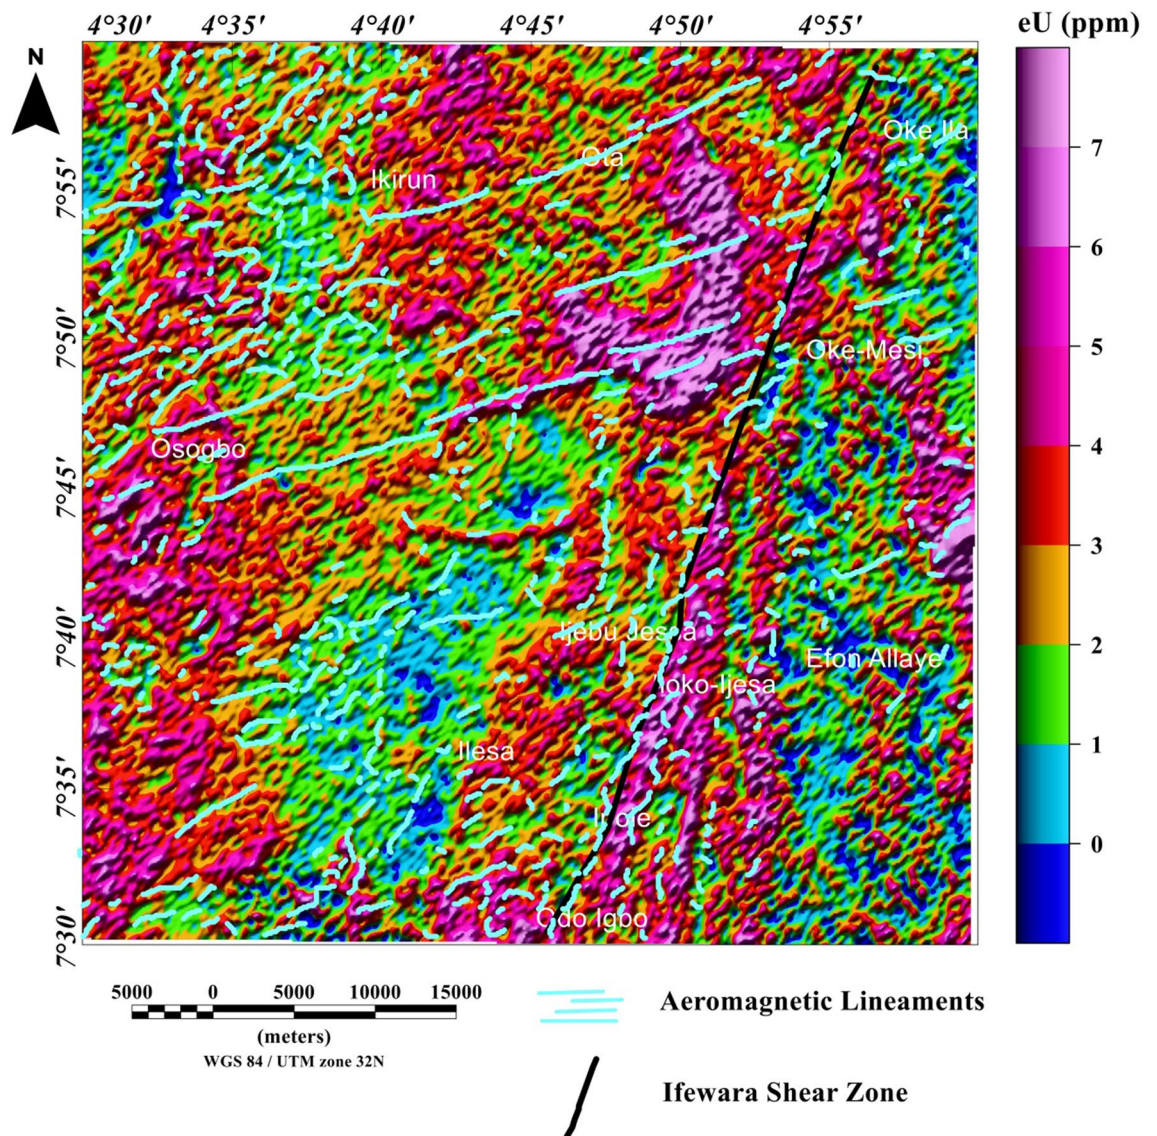 4°30' 4°35' 4°40' 4°45' 4°50' 4°55'
eU (ppm)
N
Oke Ila
Ota
Ikirun
7°55'
7
6
7°50'
5
Oke-Mesi
4
Osogbo
7°45'
3
7°40'
Ijebu Jesa
2
Efon Allaye
Iloko-Ijesa
1
Ilesa
7°35'
0
Odo Igbo
7°30'
5000 0 5000 10000 15000
(meters)
WGS 84 / UTM zone 32N
Aeromagnetic Lineaments
Ifewara Shear Zone